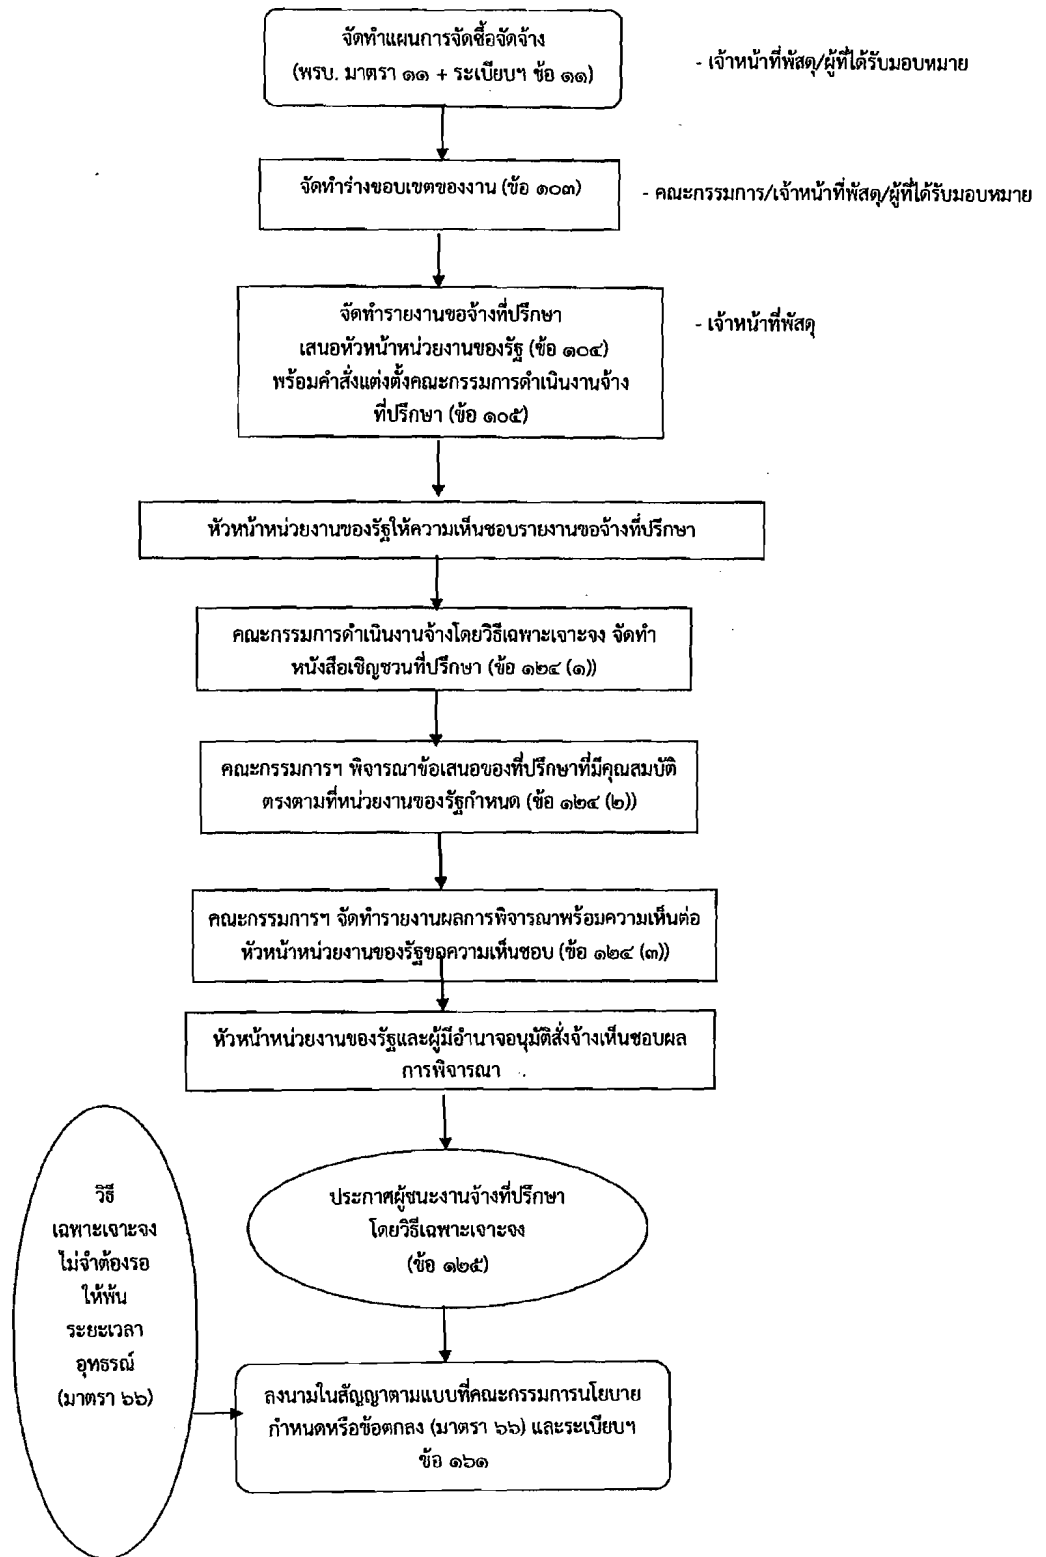 จัดทำแผนการจัดซื้อจัดจ้าง
(พรบ. มาตรา ๑๑ + ระเบียบฯ ข้อ ๑๑)
- เจ้าหน้าที่พัสดุ/ผู้ที่ได้รับมอบหมาย
จัดทำร่างขอบเขตของงาน (ข้อ ๑๐๓)
- คณะกรรมการ/เจ้าหน้าที่พัสดุ/ผู้ที่ได้รับมอบหมาย
จัดทำรายงานขอจ้างที่ปรึกษา
เสนอหัวหน้าหน่วยงานของรัฐ (ข้อ ๑๐๔)
พร้อมคำสั่งแต่งตั้งคณะกรรมการดำเนินงานจ้าง
ที่ปรึกษา (ข้อ ๑๐๕)
- เจ้าหน้าที่พัสดุ
หัวหน้าหน่วยงานของรัฐให้ความเห็นชอบรายงานขอจ้างที่ปรึกษา
คณะกรรมการดำเนินงานจ้างโดยวิธีเฉพาะเจาะจง จัดทำ
หนังสือเชิญชวนที่ปรึกษา (ข้อ ๑๒๔ (๑))
คณะกรรมการฯ พิจารณาข้อเสนอของที่ปรึกษาที่มีคุณสมบัติ
ตรงตามที่หน่วยงานของรัฐกำหนด (ข้อ ๑๒๔ (๒))
คณะกรรมการฯ จัดทำรายงานผลการพิจารณาพร้อมความเห็นต่อ
หัวหน้าหน่วยงานของรัฐขอความเห็นชอบ (ข้อ ๑๒๔ (๓))
หัวหน้าหน่วยงานของรัฐและผู้มีอำนาจอนุมัติสั่งจ้างเห็นชอบผล
การพิจารณา
ประกาศผู้ชนะงานจ้างที่ปรึกษา
โดยวิธีเฉพาะเจาะจง
(ข้อ ๑๒๕)
วิธี
เฉพาะเจาะจง
ไม่จำต้องรอ
ให้พ้น
ระยะเวลา
อุทธรณ์
(มาตรา ๖๖)
ลงนามในสัญญาตามแบบที่คณะกรรมการนโยบาย
กำหนดหรือข้อตกลง (มาตรา ๖๖) และระเบียบฯ
ข้อ ๑๖๑